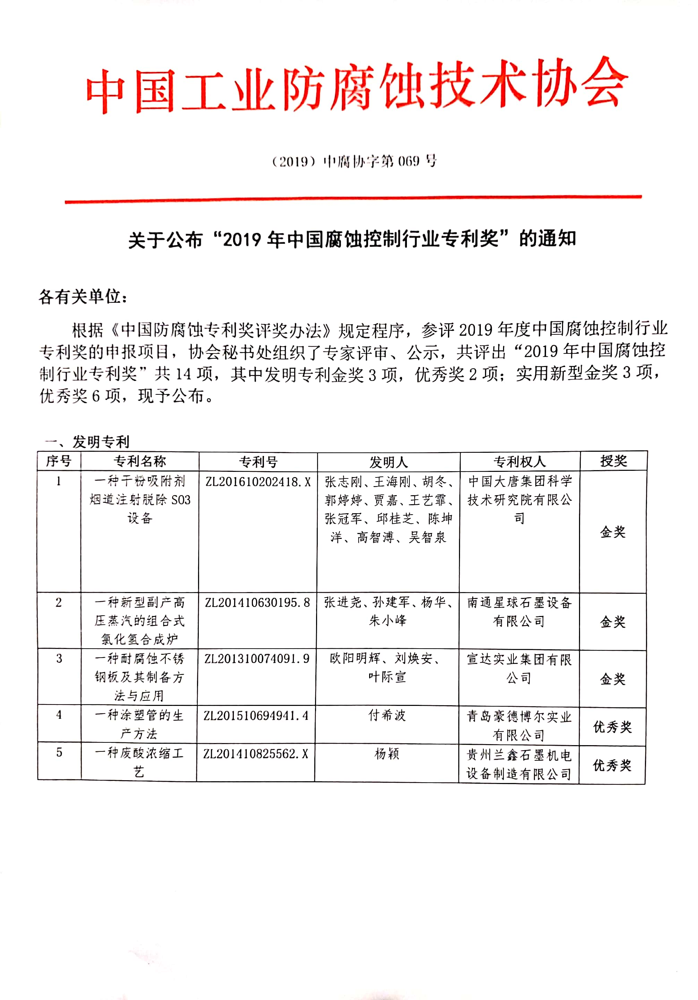 中国工业防腐蚀技术协会
（2019）中腐协字第 069 号
关于公布“2019 年中国腐蚀控制行业专利奖”的通知
各有关单位：
根据《中国防腐蚀专利奖评奖办法》规定程序，参评 2019 年度中国腐蚀控制行业
专利奖的申报项目，协会秘书处组织了专家评审、公示，共评出“2019 年中国腐蚀控
制行业专利奖”共 14 项，其中发明专利金奖 3 项，优秀奖 2 项；实用新型金奖 3 项，
优秀奖 6 项，现予公布。
一、发明专利
序号 专利名称 专利号 发明人 专利权人 授奖
1
一种干粉吸附剂
烟道注射脱除 SO3
设备
ZL201610202418.X
张志刚、王海刚、胡冬、
郭婷婷、贾嘉、王艺霏、
张冠军、邱桂芝、陈坤
洋、高智溥、吴智泉
中国大唐集团科学
技术研究院有限公
司
金奖
2
一种新型副产高
压蒸汽的组合式
氯化氢合成炉
ZL201410630195.8
张进尧、孙建军、杨华、
朱小峰
南通星球石墨设备
有限公司
金奖
3
一种耐腐蚀不锈
钢板及其制备方
法与应用
ZL201310074091.9
欧阳明辉、刘焕安、
叶际宣
宣达实业集团有限
公司
金奖
4
一种涂塑管的生
产方法
ZL201510694941.4
付希波
青岛豪德博尔实业
有限公司
优秀奖
5
一种废酸浓缩工
艺
ZL201410825562.X
杨颖
贵州兰鑫石墨机电
设备制造有限公司
优秀奖